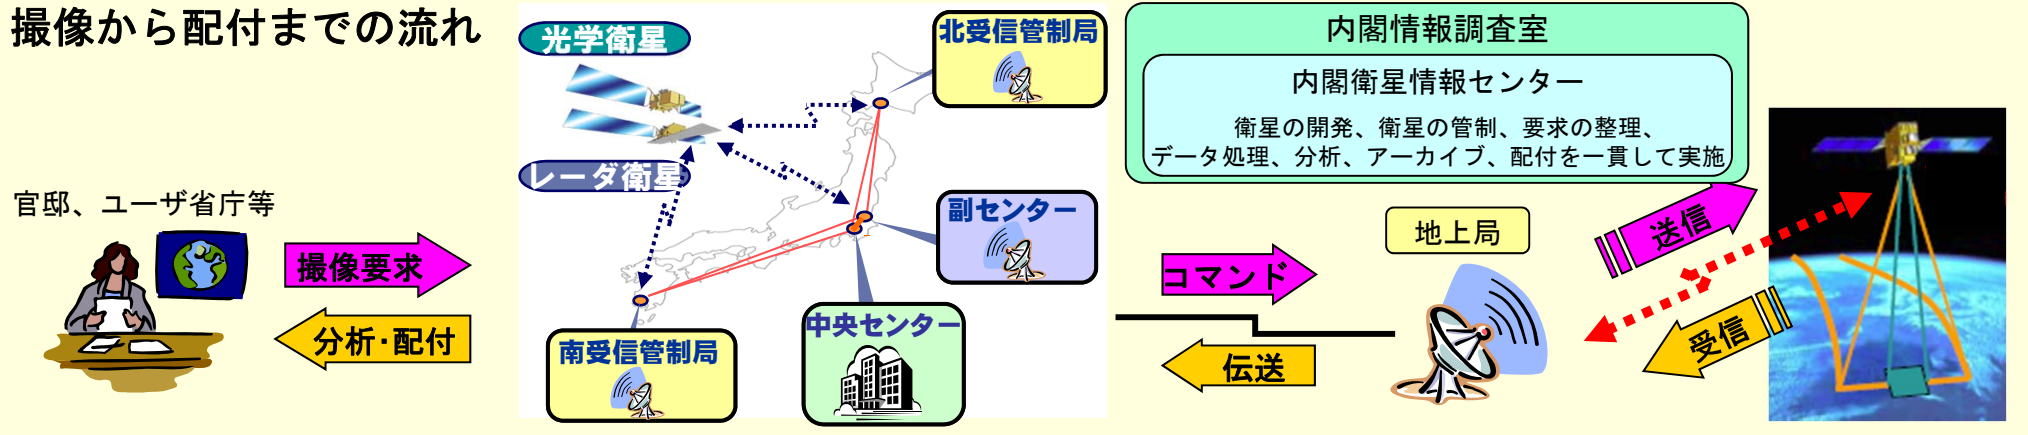 撮像から配付までの流れ
官邸、ユーザ省庁等
撮像要求
分析・配付
光学衛星
レーダ衛星
北受信管制局
副センター
中央センター
南受信管制局
内閣情報調査室
内閣衛星情報センター
衛星の開発、衛星の管制、要求の整理、
データ処理、分析、アーカイブ、配付を一貫して実施
コマンド
伝送
地上局
送信
受信